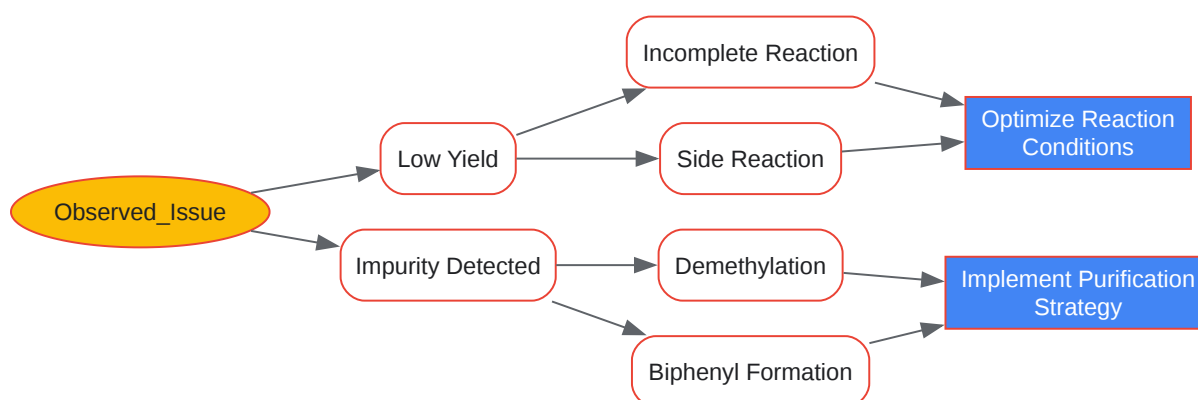 Observed_Issue
Low Yield
Impurity Detected
Incomplete Reaction
Side Reaction
Demethylation
Biphenyl Formation
Optimize Reaction
Conditions
Implement Purification
Strategy